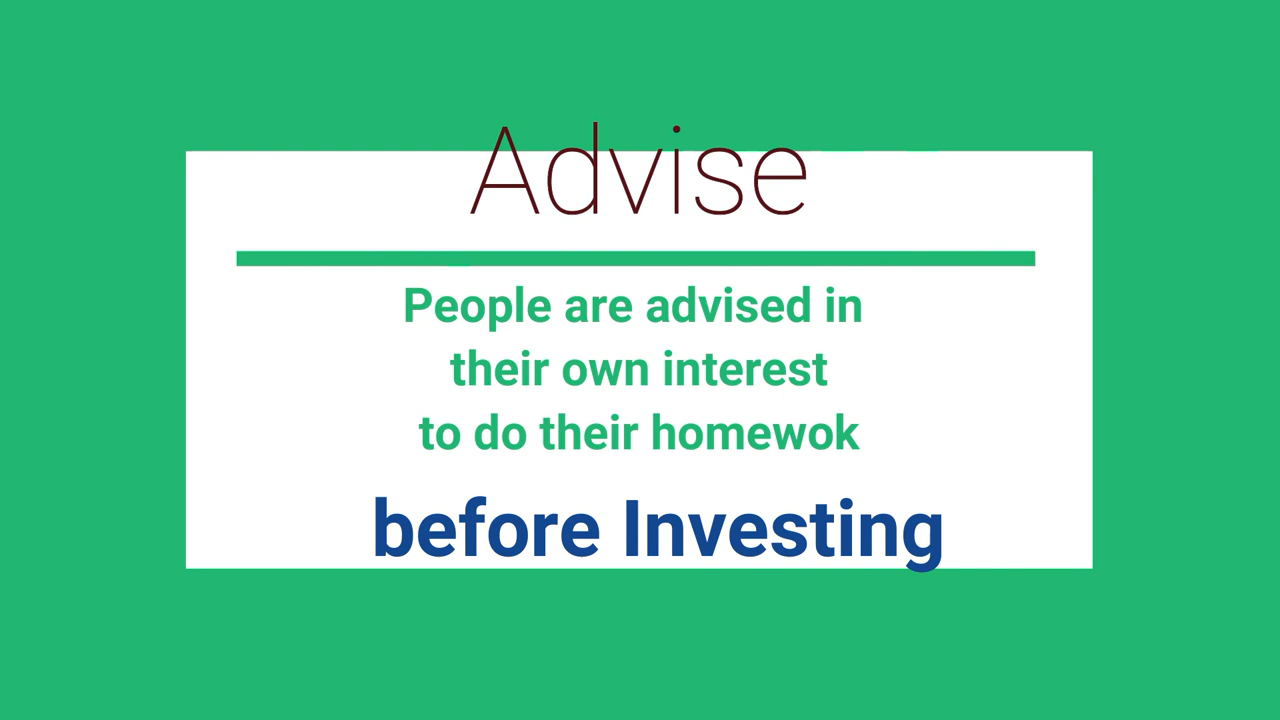 Advise
People are advised in
their own interest
to do their homewok
before Investing